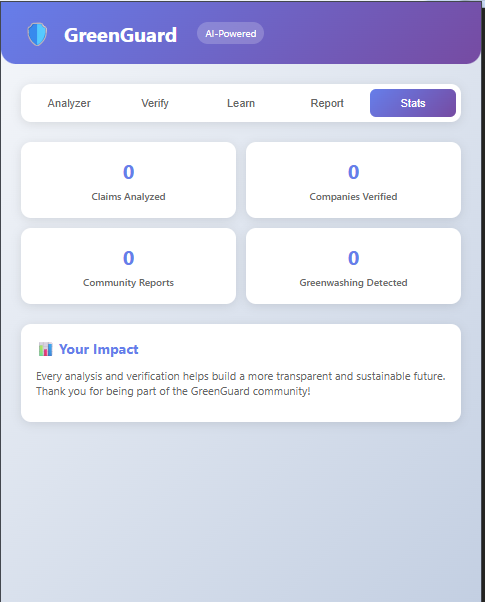 GreenGuard
AI-Powered
Analyzer
Verify
Learn
Report
Stats
0
Claims Analyzed
0
Companies Verified
0
Community Reports
0
Greenwashing Detected
Your Impact
Every analysis and verification helps build a more transparent and sustainable future.
Thank you for being part of the GreenGuard community!